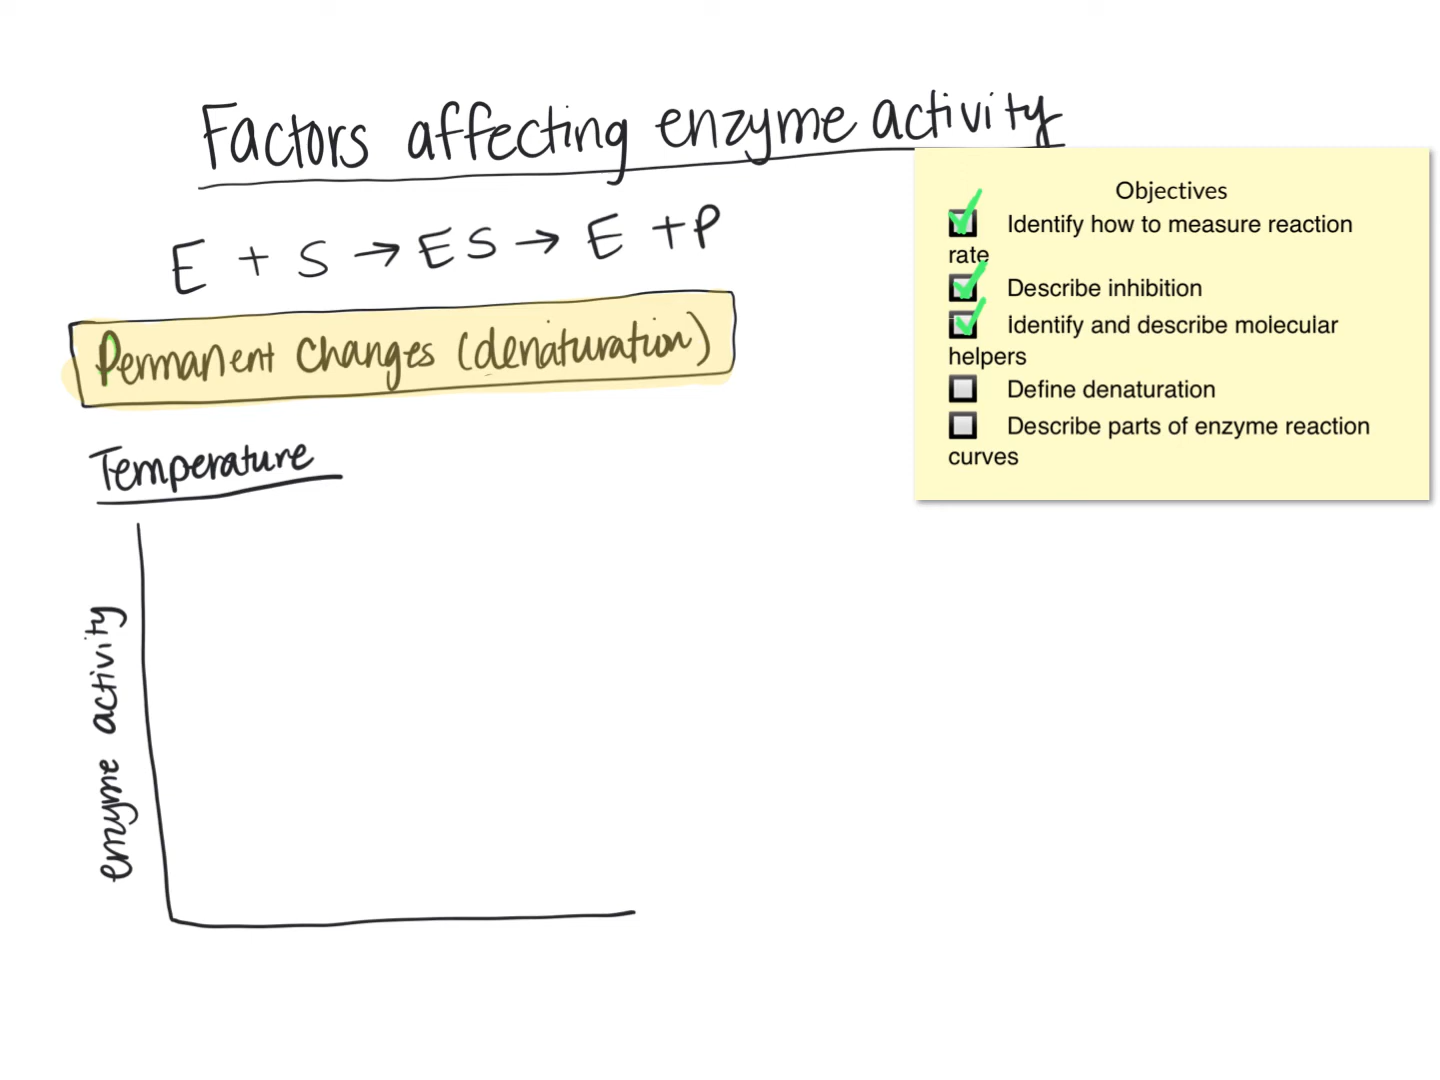 Factors affecting enzyme activity
E + S → ES → E + P
Permanent Changes (denaturation)
Temperature
enzyme activity
Objectives
Identify how to measure reaction
rate
Describe inhibition
Identify and describe molecular
helpers
Define denaturation
Describe parts of enzyme reaction
curves